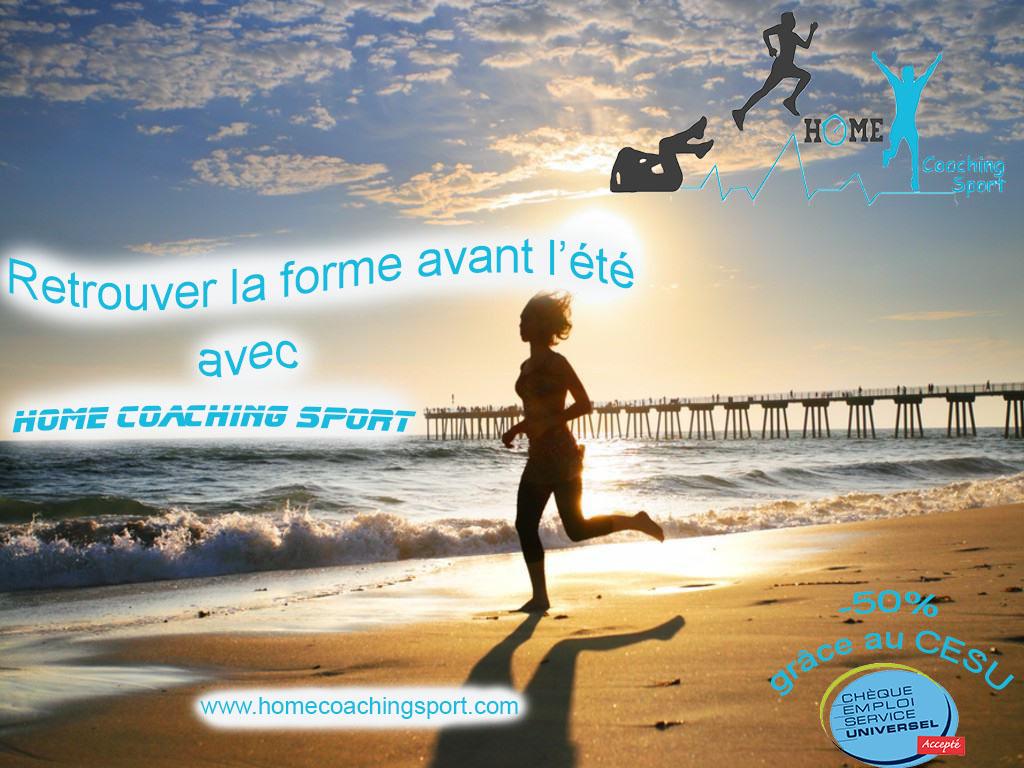 HOME
Coaching
Sport
Retrouver la forme avant l'été
avec
HOME COACHING SPORT
-50%
grâce au CESU
www.homecoachingsport.com
CHÈQUE
EMPLOI
SERVICE
UNIVERSEL
Accepté